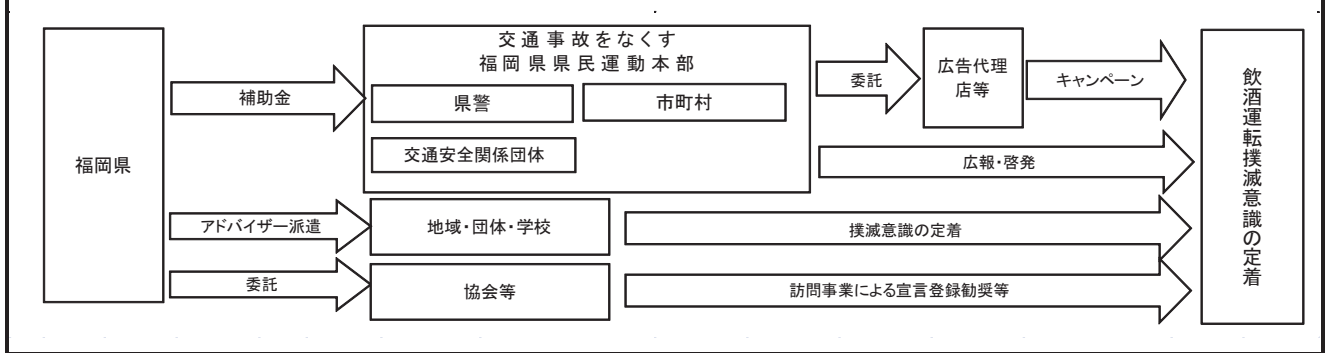 福岡県
補助金
交通事故をなくす
福岡県県民運動本部
県警
市町村
交通安全関係団体
委託
広告代理
店等
キャンペーン
広報・啓発
アドバイザー派遣
地域・団体・学校
撲滅意識の定着
委託
協会等
訪問事業による宣言登録勧奨等
飲酒運転撲滅意識の定着